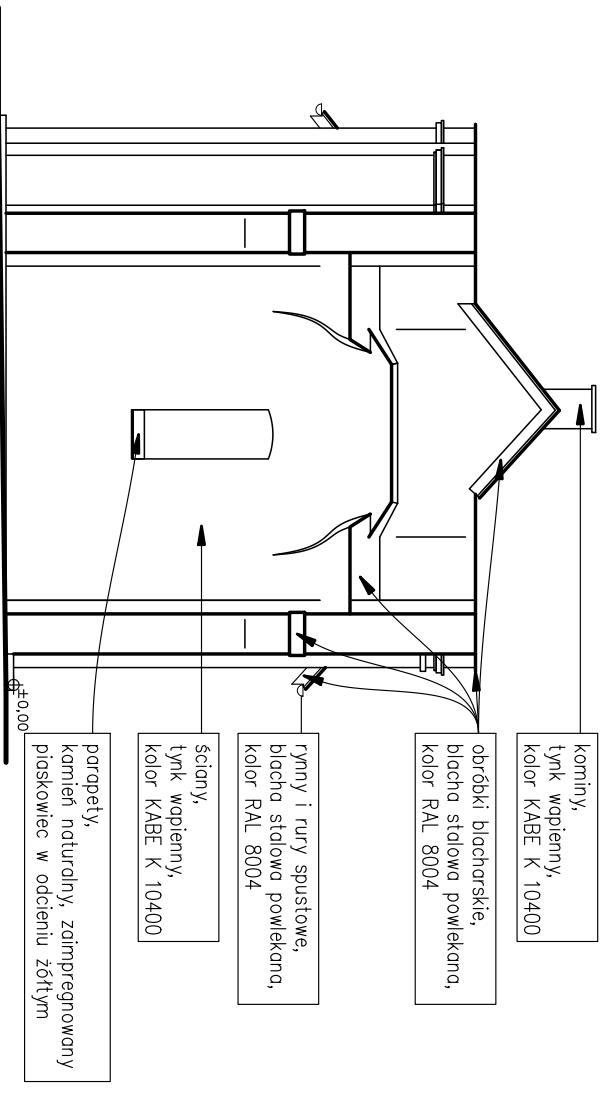 kominy,
tynk wapienny,
kolor KABE K 10400
obróbki blacharskie,
blacha stalowa powlekana,
kolor RAL 8004
rynny i rury spustowe,
blacha stalowa powlekana,
kolor RAL 8004
ściany,
tynk wapienny,
kolor KABE K 10400
parapety,
kamień naturalny, zaimpregnowany
piaskowiec w odcieniu żółtym
±0,00